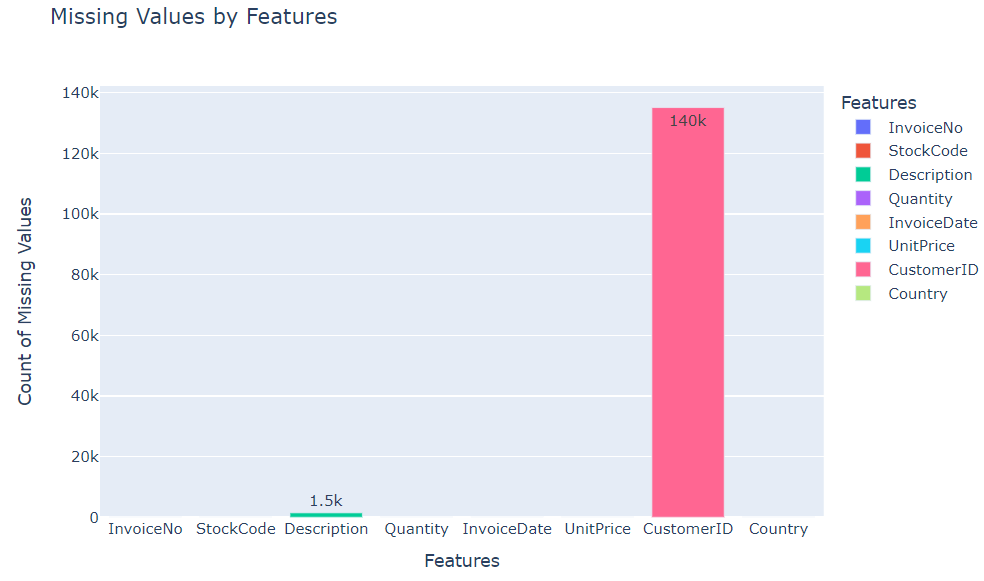 Missing Values by Features
Count of Missing Values
140k
120k
100k
80k
60k
40k
20k
0
1.5k
140k
InvoiceNo StockCode Description Quantity InvoiceDate UnitPrice CustomerID Country
Features
Features
InvoiceNo
StockCode
Description
Quantity
InvoiceDate
UnitPrice
CustomerID
Country